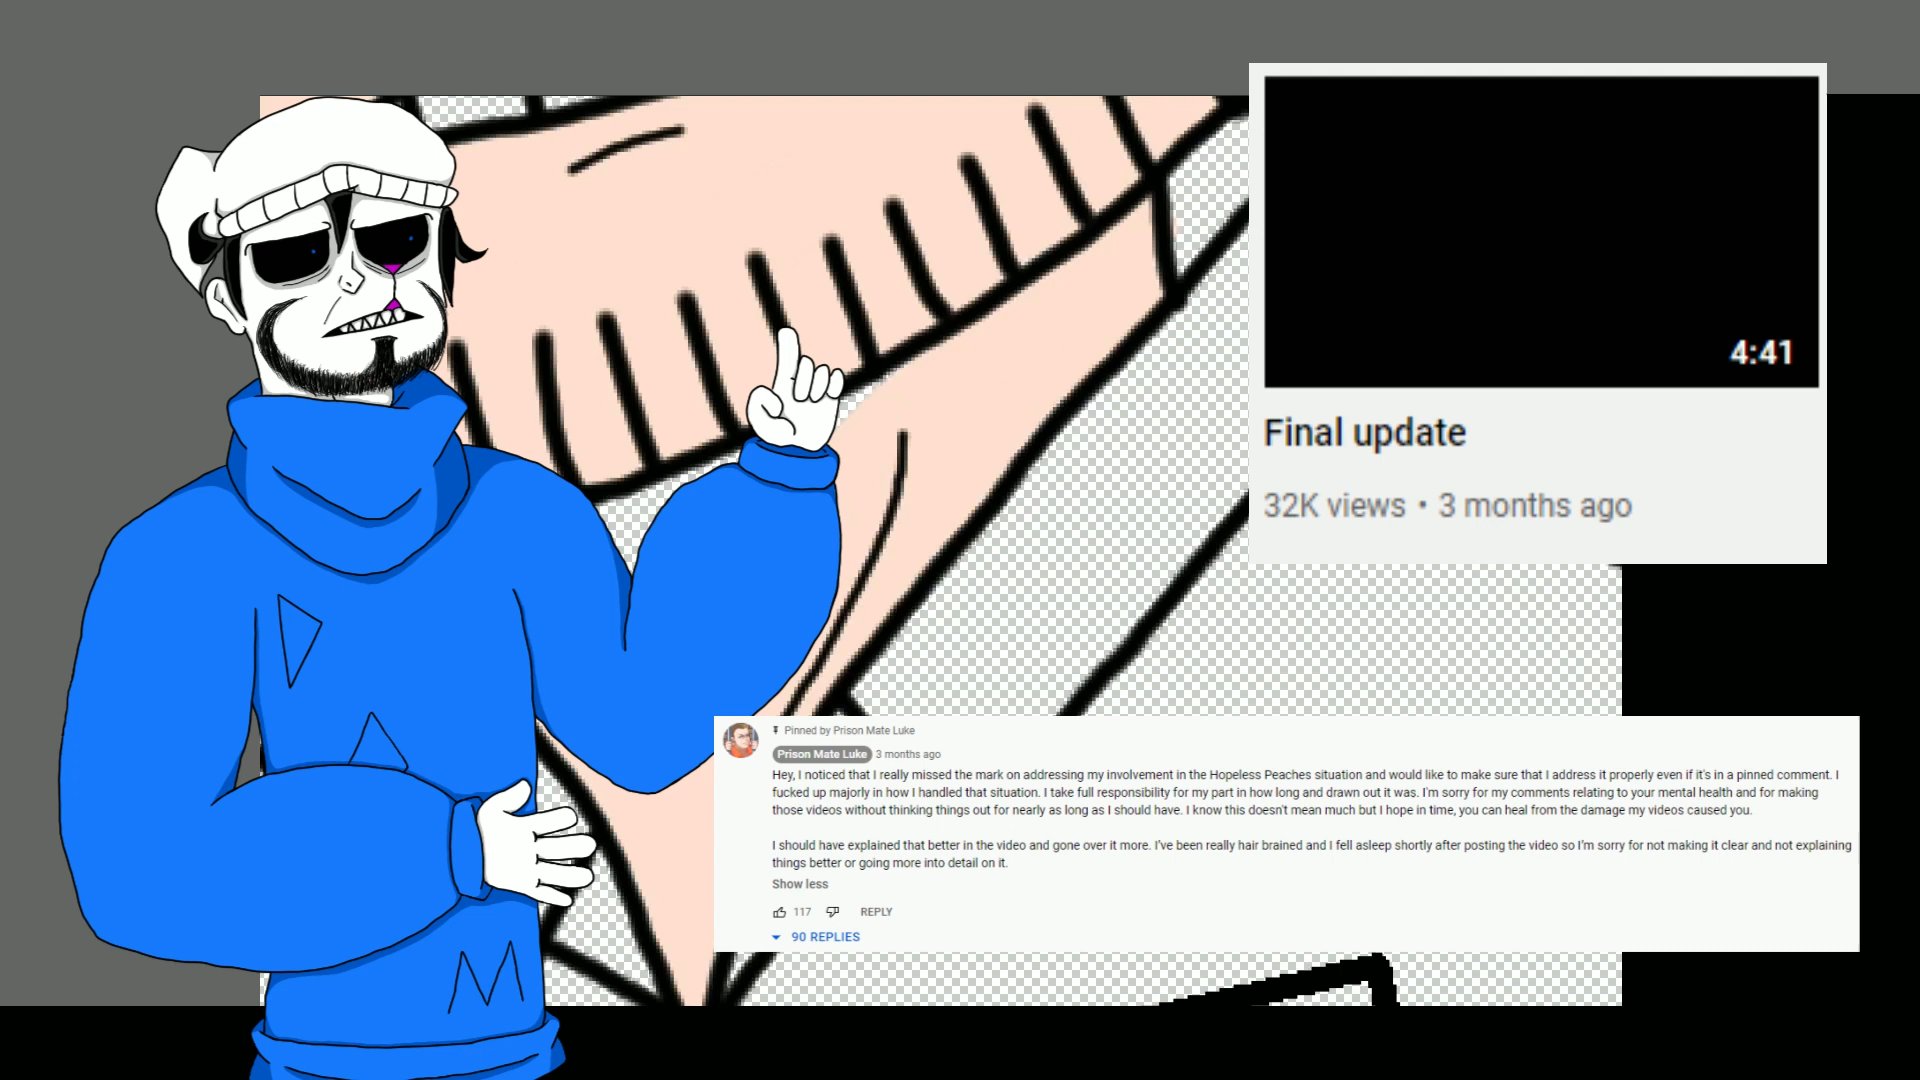 4:41
Final update
32K views • 3 months ago
Pinned by Prison Mate Luke
Prison Mate Luke 3 months ago
Hey, I noticed that I really missed the mark on addressing my involvement in the Hopeless Peaches situation and would like to make sure that I address it properly even if it's in a pinned comment. I
fucked up majorly in how I handled that situation. I take full responsibility for my part in how long and drawn out it was. I'm sorry for my comments relating to your mental health and for making
those videos without thinking things out for nearly as long as I should have. I know this doesn't mean much but I hope in time, you can heal from the damage my videos caused you.
I should have explained that better in the video and gone over it more. I've been really hair brained and I fell asleep shortly after posting the video so I'm sorry for not making it clear and not explaining
things better or going more into detail on it.
Show less
117 REPLY
90 REPLIES
M